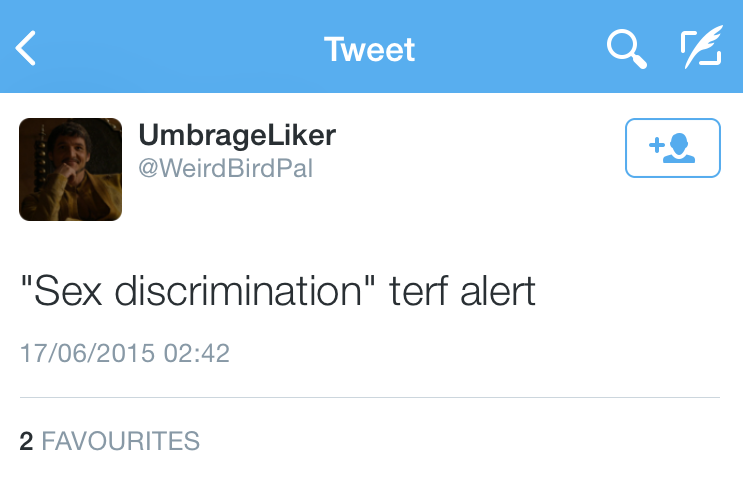 Tweet
UmbrageLiker
@WeirdBirdPal
"Sex discrimination" terf alert
17/06/2015 02:42
2 FAVOURITES